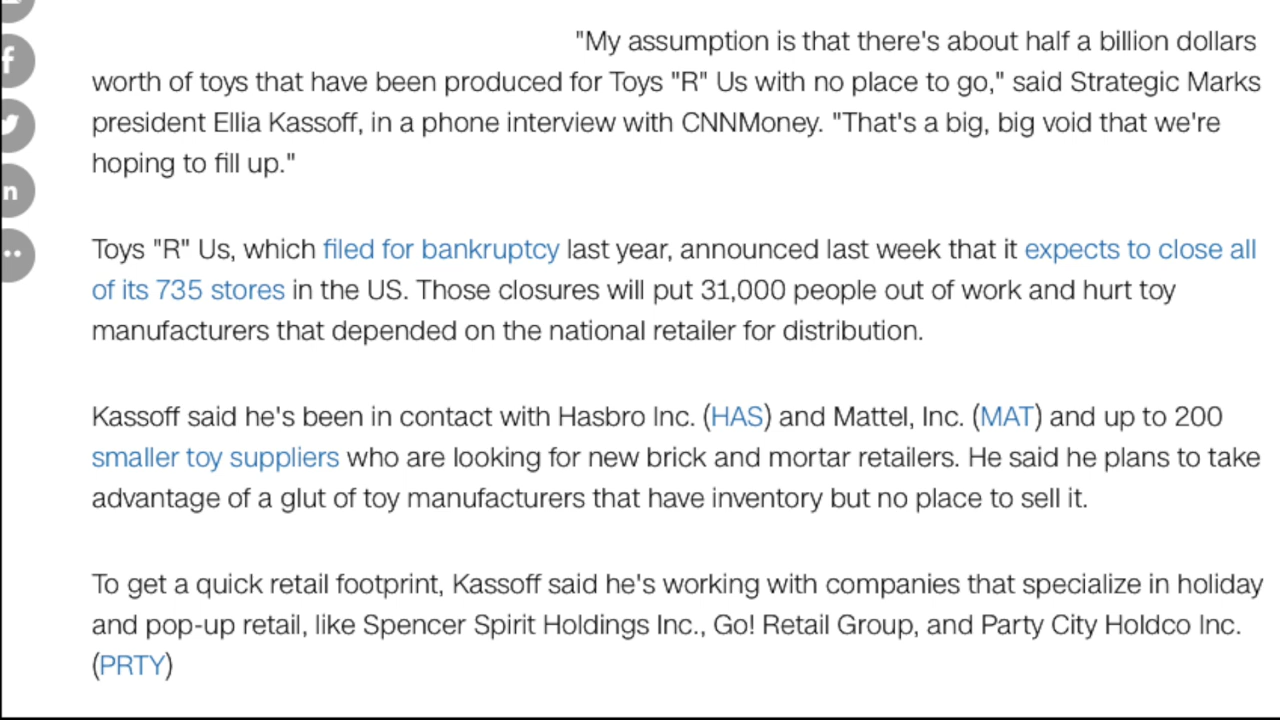 "My assumption is that there's about half a billion dollars
worth of toys that have been produced for Toys "R" Us with no place to go," said Strategic Marks
president Ellia Kassoff, in a phone interview with CNNMoney. "That's a big, big void that we're
hoping to fill up."
Toys "R" Us, which filed for bankruptcy last year, announced last week that it expects to close all
of its 735 stores in the US. Those closures will put 31,000 people out of work and hurt toy
manufacturers that depended on the national retailer for distribution.
Kassoff said he's been in contact with Hasbro Inc. (HAS) and Mattel, Inc. (MAT) and up to 200
smaller toy suppliers who are looking for new brick and mortar retailers. He said he plans to take
advantage of a glut of toy manufacturers that have inventory but no place to sell it.
To get a quick retail footprint, Kassoff said he's working with companies that specialize in holiday
and pop-up retail, like Spencer Spirit Holdings Inc., Go! Retail Group, and Party City Holdco Inc.
(PRTY)